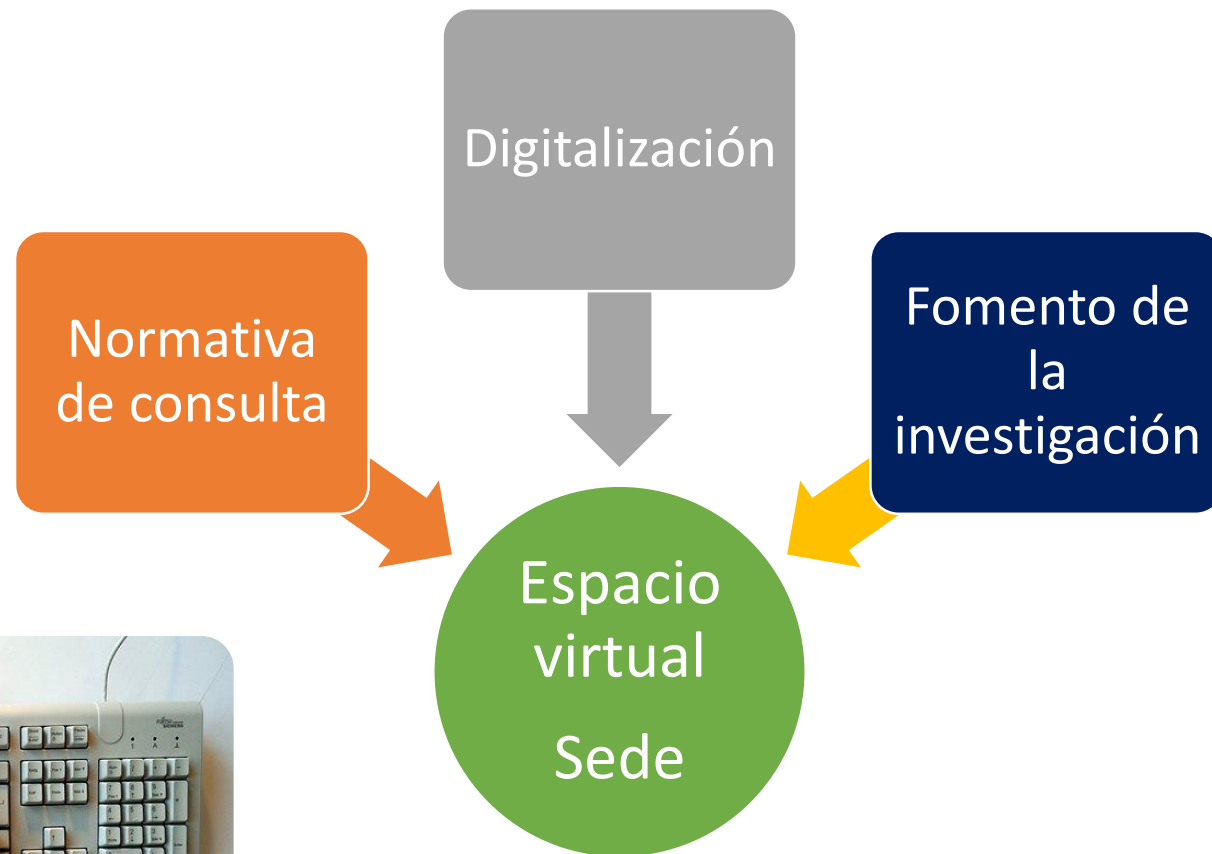 Digitalización
Normativa
de consulta
Fomento de
la
investigación
Espacio
virtual
Sede